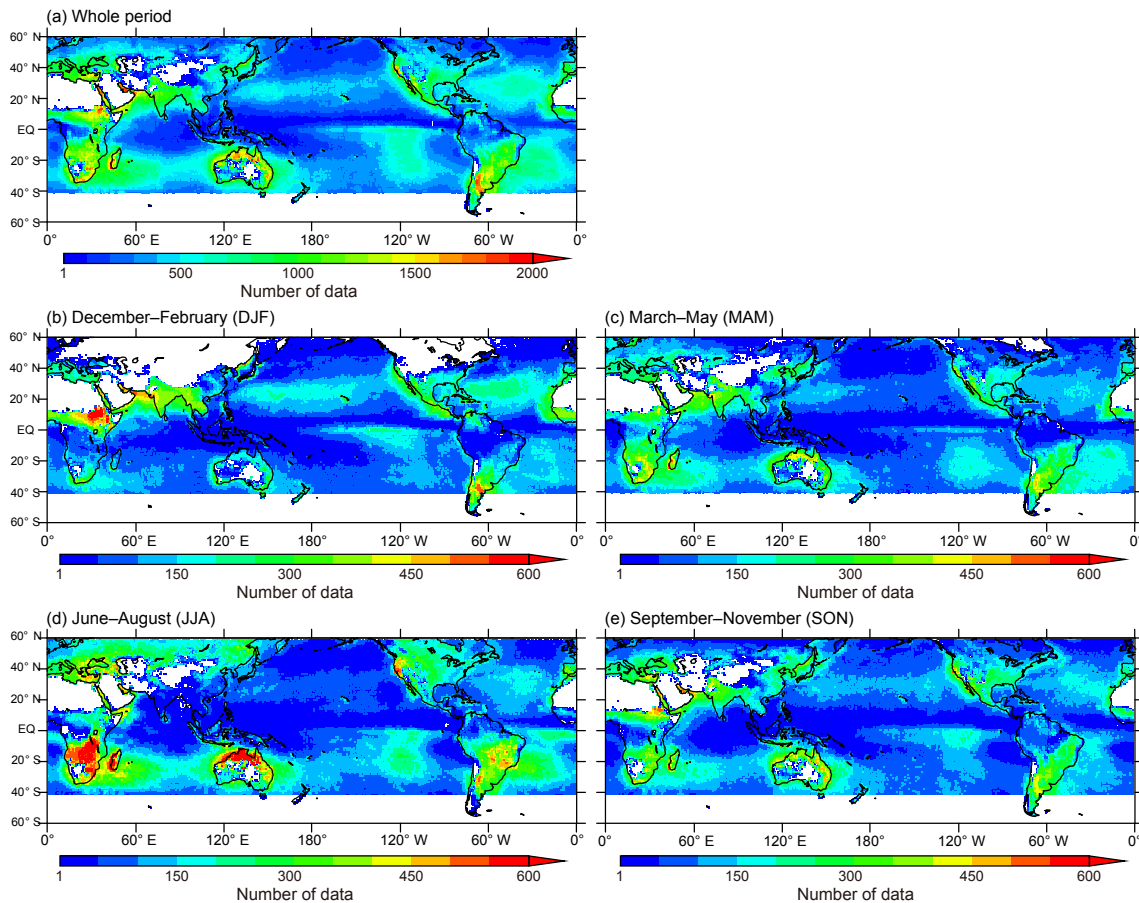 (a) Whole period
60° N
40° N
20° N
EQ
20° S
40° S
60° S
0° 60° E 120° E 180° 120° W 60° W 0°
1 500 1000 1500 2000
Number of data
(b) December–February (DJF) (c) March–May (MAM)
60° N 60° N
40° N 40° N
20° N 20° N
EQ EQ
20° S 20° S
40° S 40° S
60° S 60° S
0° 60° E 120° E 180° 120° W 60° W 0° 0° 60° E 120° E 180° 120° W 60° W 0°
1 150 300 450 600 1 150 300 450 600
Number of data Number of data
(d) June–August (JJA) (e) September–November (SON)
60° N 60° N
40° N 40° N
20° N 20° N
EQ EQ
20° S 20° S
40° S 40° S
60° S 60° S
0° 60° E 120° E 180° 120° W 60° W 0° 0° 60° E 120° E 180° 120° W 60° W 0°
1 150 300 450 600 1 150 300 450 600
Number of data Number of data